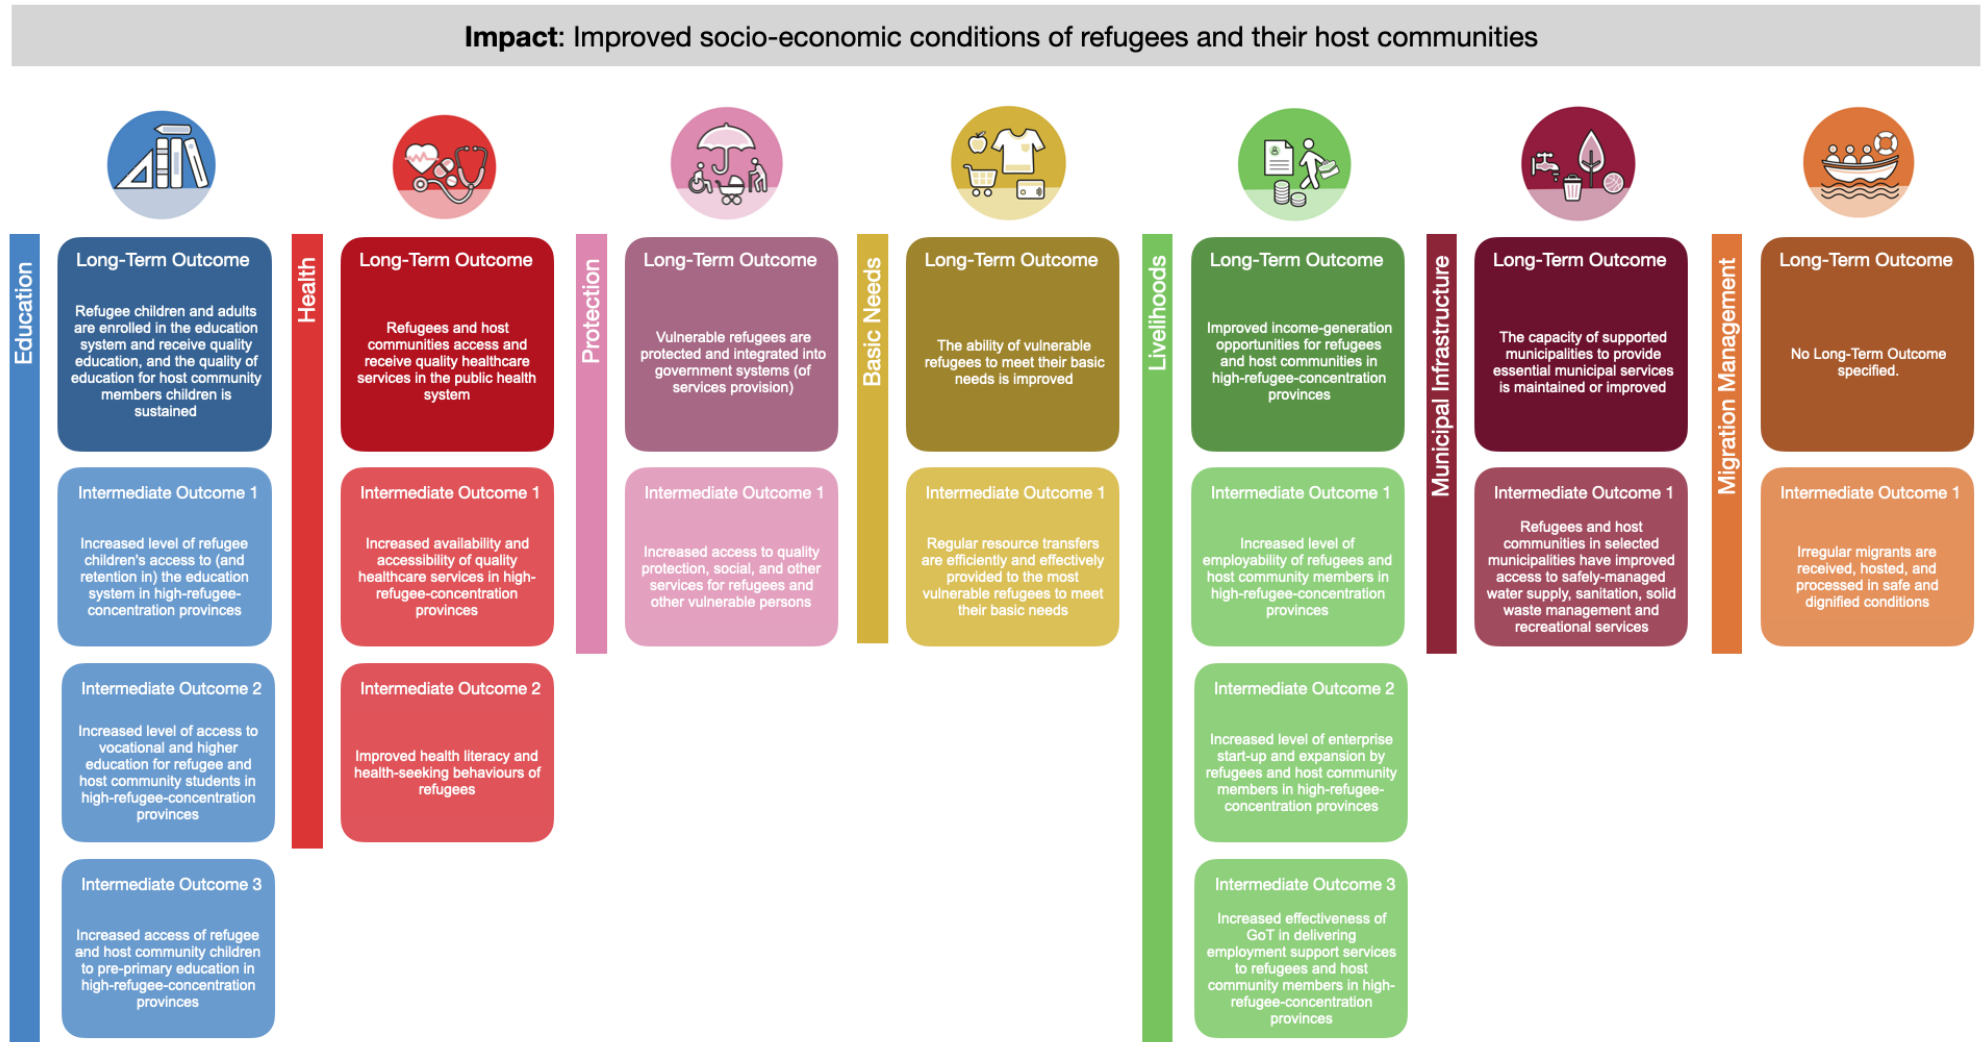 Impact: Improved socio-economic conditions of refugees and their host communities
Education
Long-Term Outcome
Refugee children and adults
are enrolled in the education
system and receive quality
education, and the quality of
education for host community
members children is
sustained
Intermediate Outcome 1
Increased level of refugee
children's access to (and
retention in) the education
system in high-refugee-
concentration provinces
Intermediate Outcome 2
Increased level of access to
vocational and higher
education for refugee and
host community students in
high-refugee-concentration
provinces
Intermediate Outcome 3
Increased access of refugee
and host community children
to pre-primary education in
high-refugee-concentration
provinces
Health
Long-Term Outcome
Refugees and host
communities access and
receive quality healthcare
services in the public health
system
Intermediate Outcome 1
Increased availability and
accessibility of quality
healthcare services in high-
refugee-concentration
provinces
Intermediate Outcome 2
Improved health literacy and
health-seeking behaviours of
refugees
Protection
Long-Term Outcome
Vulnerable refugees are
protected and integrated into
government systems (of
services provision)
Intermediate Outcome 1
Increased access to quality
protection, social, and other
services for refugees and
other vulnerable persons
Basic Needs
Long-Term Outcome
The ability of vulnerable
refugees to meet their basic
needs is improved
Intermediate Outcome 1
Regular resource transfers
are efficiently and effectively
provided to the most
vulnerable refugees to meet
their basic needs
Livelihoods
Long-Term Outcome
Improved income-generation
opportunities for refugees
and host communities in
high-refugee-concentration
provinces
Intermediate Outcome 1
Increased level of
employability of refugees and
host community members in
high-refugee-concentration
provinces
Intermediate Outcome 2
Increased level of enterprise
start-up and expansion by
refugees and host community
members in high-refugee-
concentration provinces
Intermediate Outcome 3
Increased effectiveness of
GoT in delivering
employment support services
to refugees and host
community members in high-
refugee-concentration
provinces
Municipal Irrastructure
Long-Term Outcome
The capacity of supported
municipalities to provide
essential municipal services
is maintained or improved
Intermediate Outcome 1
Refugees and host
communities in selected
municipalities have improved
access to safely-managed
water supply, sanitation, solid
waste management and
recreational services
Migration Management
Long-Term Outcome
No Long-Term Outcome
specified.
Intermediate Outcome 1
Irregular migrants are
received, hosted, and
processed in safe and
dignified conditions